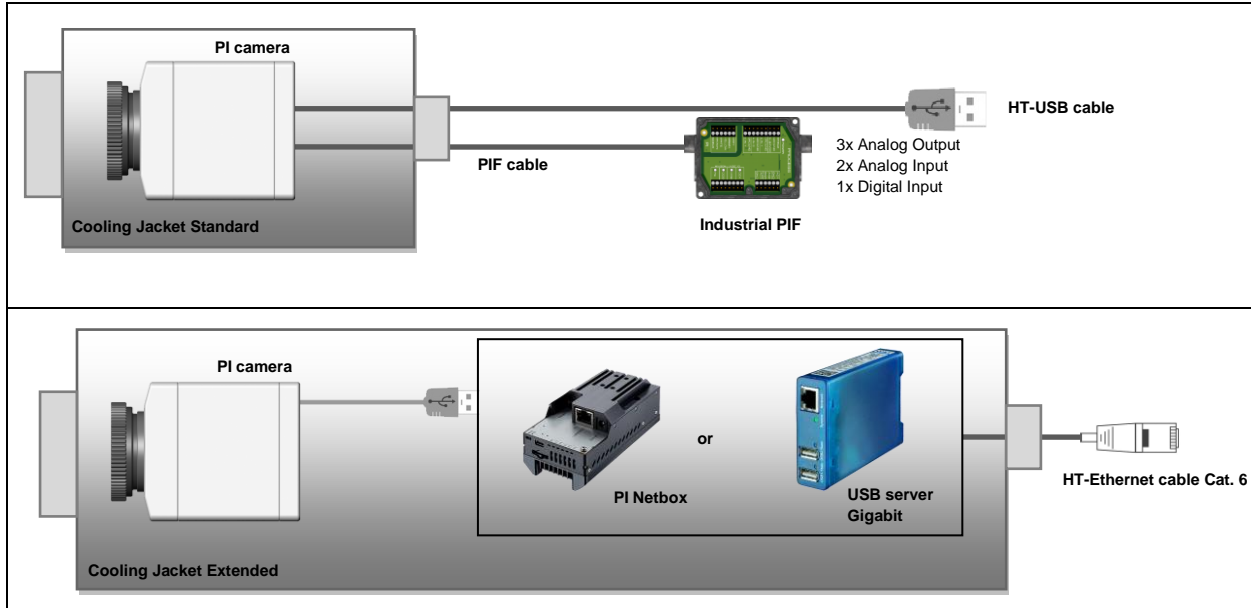 PI camera
HT-USB cable
3x Analog Output
2x Analog Input
1x Digital Input
PIF cable
Industrial PIF
Cooling Jacket Standard
PI camera
or
PI Netbox
USB server
Gigabit
HT-Ethernet cable Cat. 6
Cooling Jacket Extended